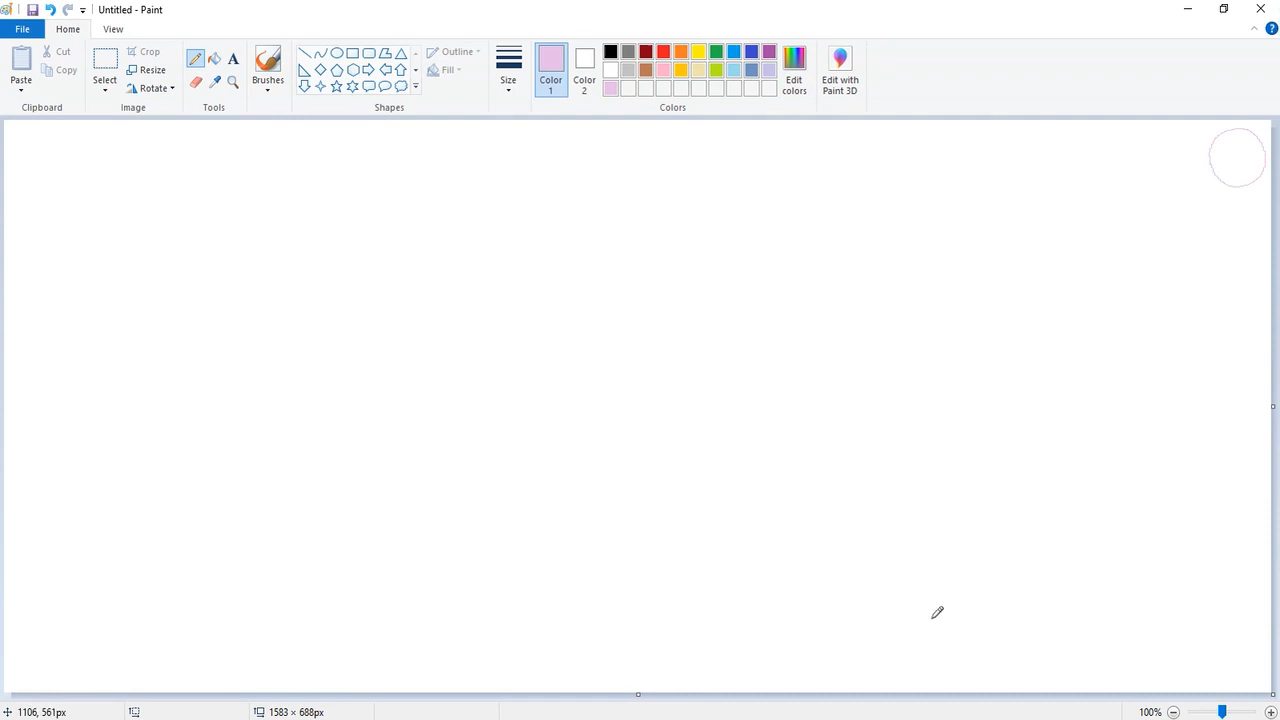 Untitled - Paint
File Home View
Paste
Cut
Copy
Clipboard
Select
Crop
Resize
Rotate
Image
Tools
Brushes
Shapes
Outline
Fill
Size
Color 1
Color 2
Colors
Edit colors
Edit with Paint 3D
1106, 561px
1583 × 688px
100%